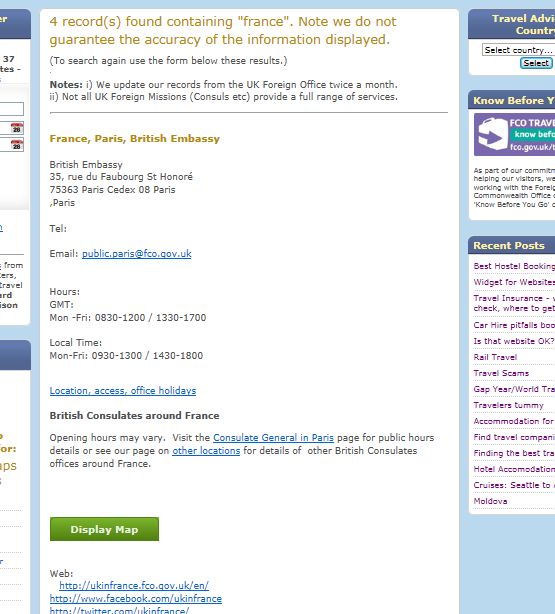 er
37
tes -
s
28
28
n
s from
ters,
travel
ard
ison
o
for:
aps
s
r
4 record(s) found containing "france". Note we do not
guarantee the accuracy of the information displayed.
(To search again use the form below these results.)
Notes: i) We update our records from the UK Foreign Office twice a month.
ii) Not all UK Foreign Missions (Consuls etc) provide a full range of services.
France, Paris, British Embassy
British Embassy
35, rue du Faubourg St Honoré
75363 Paris Cedex 08 Paris
,Paris
Tel:
Email: public.paris@fco.gov.uk
Hours:
GMT:
Mon -Fri: 0830-1200 / 1330-1700
Local Time:
Mon-Fri: 0930-1300 / 1430-1800
Location, access, office holidays
British Consulates around France
Opening hours may vary. Visit the Consulate General in Paris page for public hours
details or see our page on other locations for details of other British Consulates
offices around France.
Display Map
Web:
http://ukinfrance.fco.gov.uk/en/
http://www.facebook.com/ukinfrance
http://twitter.com/ukinfrance/
Travel Advi
Country
Select country...
Select
Know Before Y
FCO TRAVE
know befo
fco.gov.uk/t
As part of our commitm
helping our visitors, we
working with the Foreig
Commonwealth Office o
'Know Before You Go' c
Recent Posts
Best Hostel Booking
Widget for Websites
Travel Insurance - w
check, where to get
Car Hire pitfalls boo
Is that website OK?
Rail Travel
Travel Scams
Gap Year/World Tra
Travelers tummy
Accommodation for
Find travel compani
Finding the best tra
Hotel Accomodation
Cruises: Seattle to A
Moldova